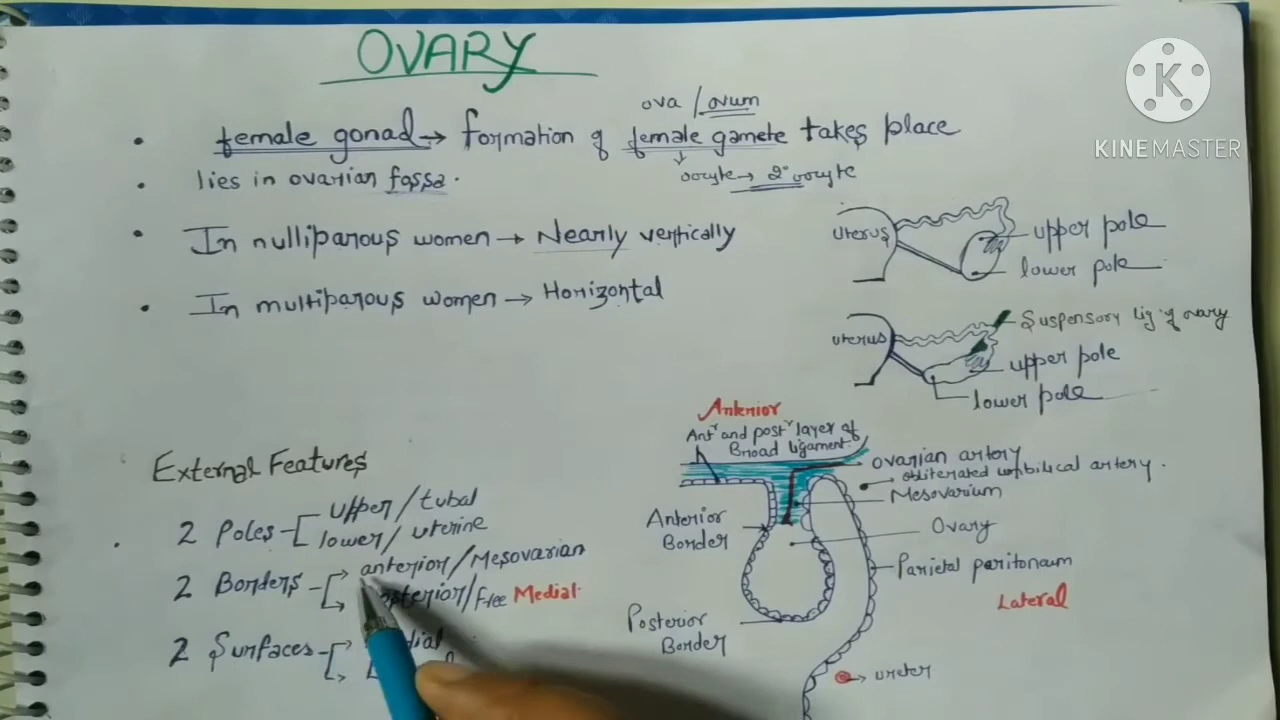 OVARY
ova / ovum
• female gonad → formation of female gamete takes place
oocyte → 2° oocyte
• lies in ovarian fossa.
• In nulliparous women → Nearly vertically
• In multiparous women → Horizontal
uterus
upper pole
lower pole
uterus
Suspensory lig. of ovary
upper pole
lower pole
External Features
2 Poles - upper / tubal
lower / uterine
2 Borders - anterior / Mesovarian
/ free Medial
2 Surfaces -
Anterior
Antr and postr layer of
Broad ligament
ovarian artery
obliterated umbilical artery.
Mesovarium
Anterior
Border
Ovary
Parietal peritonaum
Lateral
Posterior
Border
ureter
K
KINEMASTER